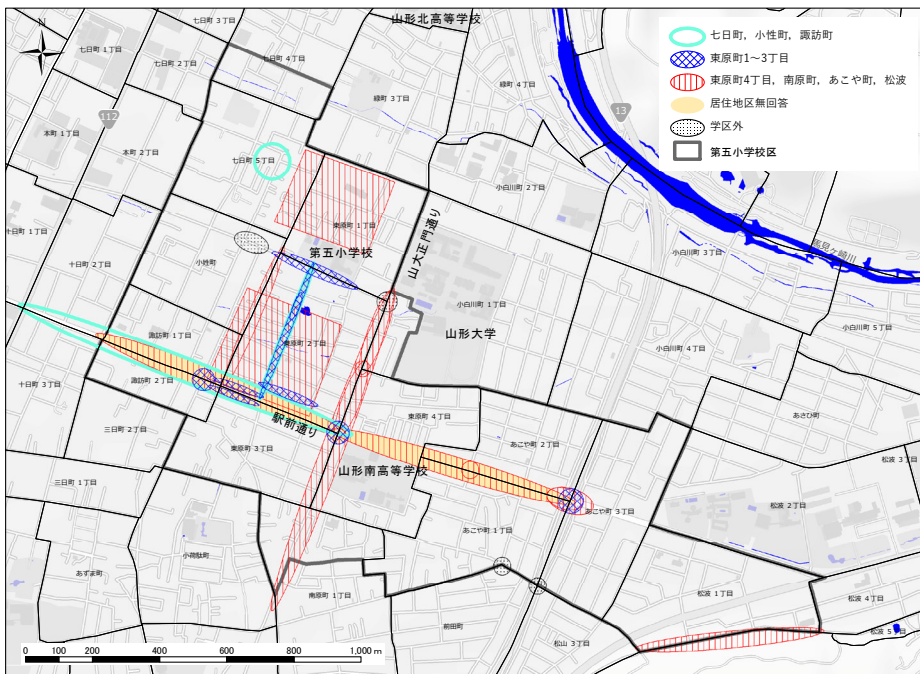 七日町，小性町，諏訪町
東原町1～3丁目
東原町4丁目，南原町，あこや町，松波
居住地区無回答
学区外
第五小学校区
N
山形北高等学校
七日町 3丁目
七日町 1丁目
七日町 2丁目
七日町 4丁目
緑町 3丁目
緑町 4丁目
13
112
本町 1丁目
本町 2丁目
七日町 5丁目
小白川町 2丁目
東原町 1丁目
山大正門通り
十日町 1丁目
馬見ヶ崎川
小白川町 3丁目
第五小学校
小姓町
十日町 2丁目
小白川町 1丁目
山形大学
小白川町 5丁目
諏訪町 1丁目
東原町 2丁目
小白川町 4丁目
十日町 3丁目
諏訪町 2丁目
あさひ町
東原町 4丁目
駅前通り
三日町 2丁目
東原町 3丁目
あこや町 2丁目
松波 3丁目
山形南高等学校
三日町 1丁目
松波 2丁目
あこや町 3丁目
あこや町 1丁目
小荷駄町
あずま町
南原町 1丁目
松波 1丁目
松波 4丁目
前田町
松波 5丁目
松山 3丁目
0 100 200 400 600 800 1,000 m